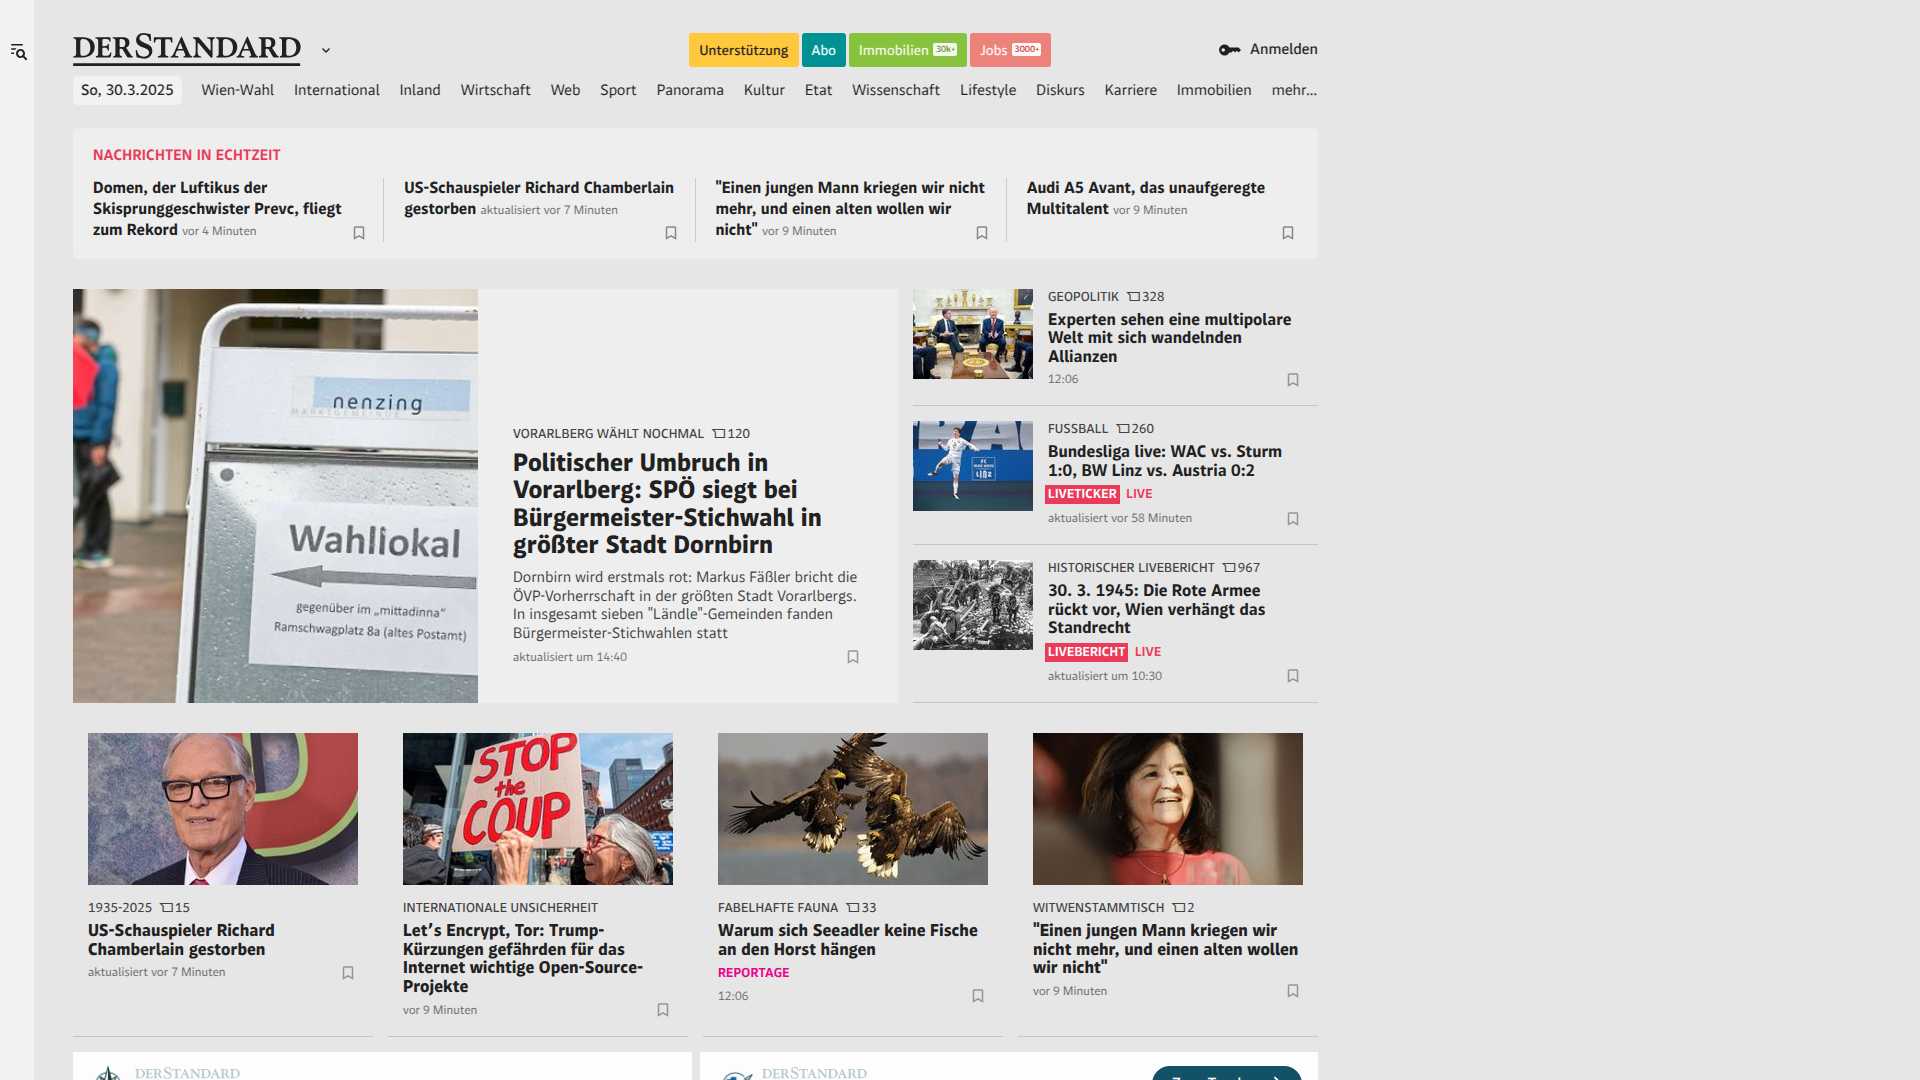 DERSTANDARD
Unterstützung
Abo
Immobilien 30k+
Jobs 3000+
Anmelden
So, 30.3.2025
Wien-Wahl
International
Inland
Wirtschaft
Web
Sport
Panorama
Kultur
Etat
Wissenschaft
Lifestyle
Diskurs
Karriere
Immobilien
mehr...
NACHRICHTEN IN ECHTZEIT
Domen, der Luftikus der
Skisprunggeschwister Prevc, fliegt
zum Rekord vor 4 Minuten
US-Schauspieler Richard Chamberlain
gestorben aktualisiert vor 7 Minuten
"Einen jungen Mann kriegen wir nicht
mehr, und einen alten wollen wir
nicht" vor 9 Minuten
Audi A5 Avant, das unaufgeregte
Multitalent vor 9 Minuten
nenzing
MARKTGEMEINDE
Wahllokal
gegenüber im „mittadinna“
Ramschwagplatz 8a (altes Postamt)
VORARLBERG WÄHLT NOCHMAL 120
Politischer Umbruch in
Vorarlberg: SPÖ siegt bei
Bürgermeister-Stichwahl in
größter Stadt Dornbirn
Dornbirn wird erstmals rot: Markus Fäßler bricht die
ÖVP-Vorherrschaft in der größten Stadt Vorarlbergs.
In insgesamt sieben "Ländle"-Gemeinden fanden
Bürgermeister-Stichwahlen statt
aktualisiert um 14:40
GEOPOLITIK 328
Experten sehen eine multipolare
Welt mit sich wandelnden
Allianzen
12:06
FUSSBALL 260
Bundesliga live: WAC vs. Sturm
1:0, BW Linz vs. Austria 0:2
LIVETICKER LIVE
aktualisiert vor 58 Minuten
LINZ
HISTORISCHER LIVEBERICHT 967
30. 3. 1945: Die Rote Armee
rückt vor, Wien verhängt das
Standrecht
LIVEBERICHT LIVE
aktualisiert um 10:30
1935-2025 15
US-Schauspieler Richard
Chamberlain gestorben
aktualisiert vor 7 Minuten
STOP
the
COUP
INTERNATIONALE UNSICHERHEIT
Let’s Encrypt, Tor: Trump-
Kürzungen gefährden für das
Internet wichtige Open-Source-
Projekte
vor 9 Minuten
FABELHAFTE FAUNA 33
Warum sich Seeadler keine Fische
an den Horst hängen
REPORTAGE
12:06
WITWENSTAMMTISCH 2
"Einen jungen Mann kriegen wir
nicht mehr, und einen alten wollen
wir nicht"
vor 9 Minuten
DERSTANDARD
DERSTANDARD